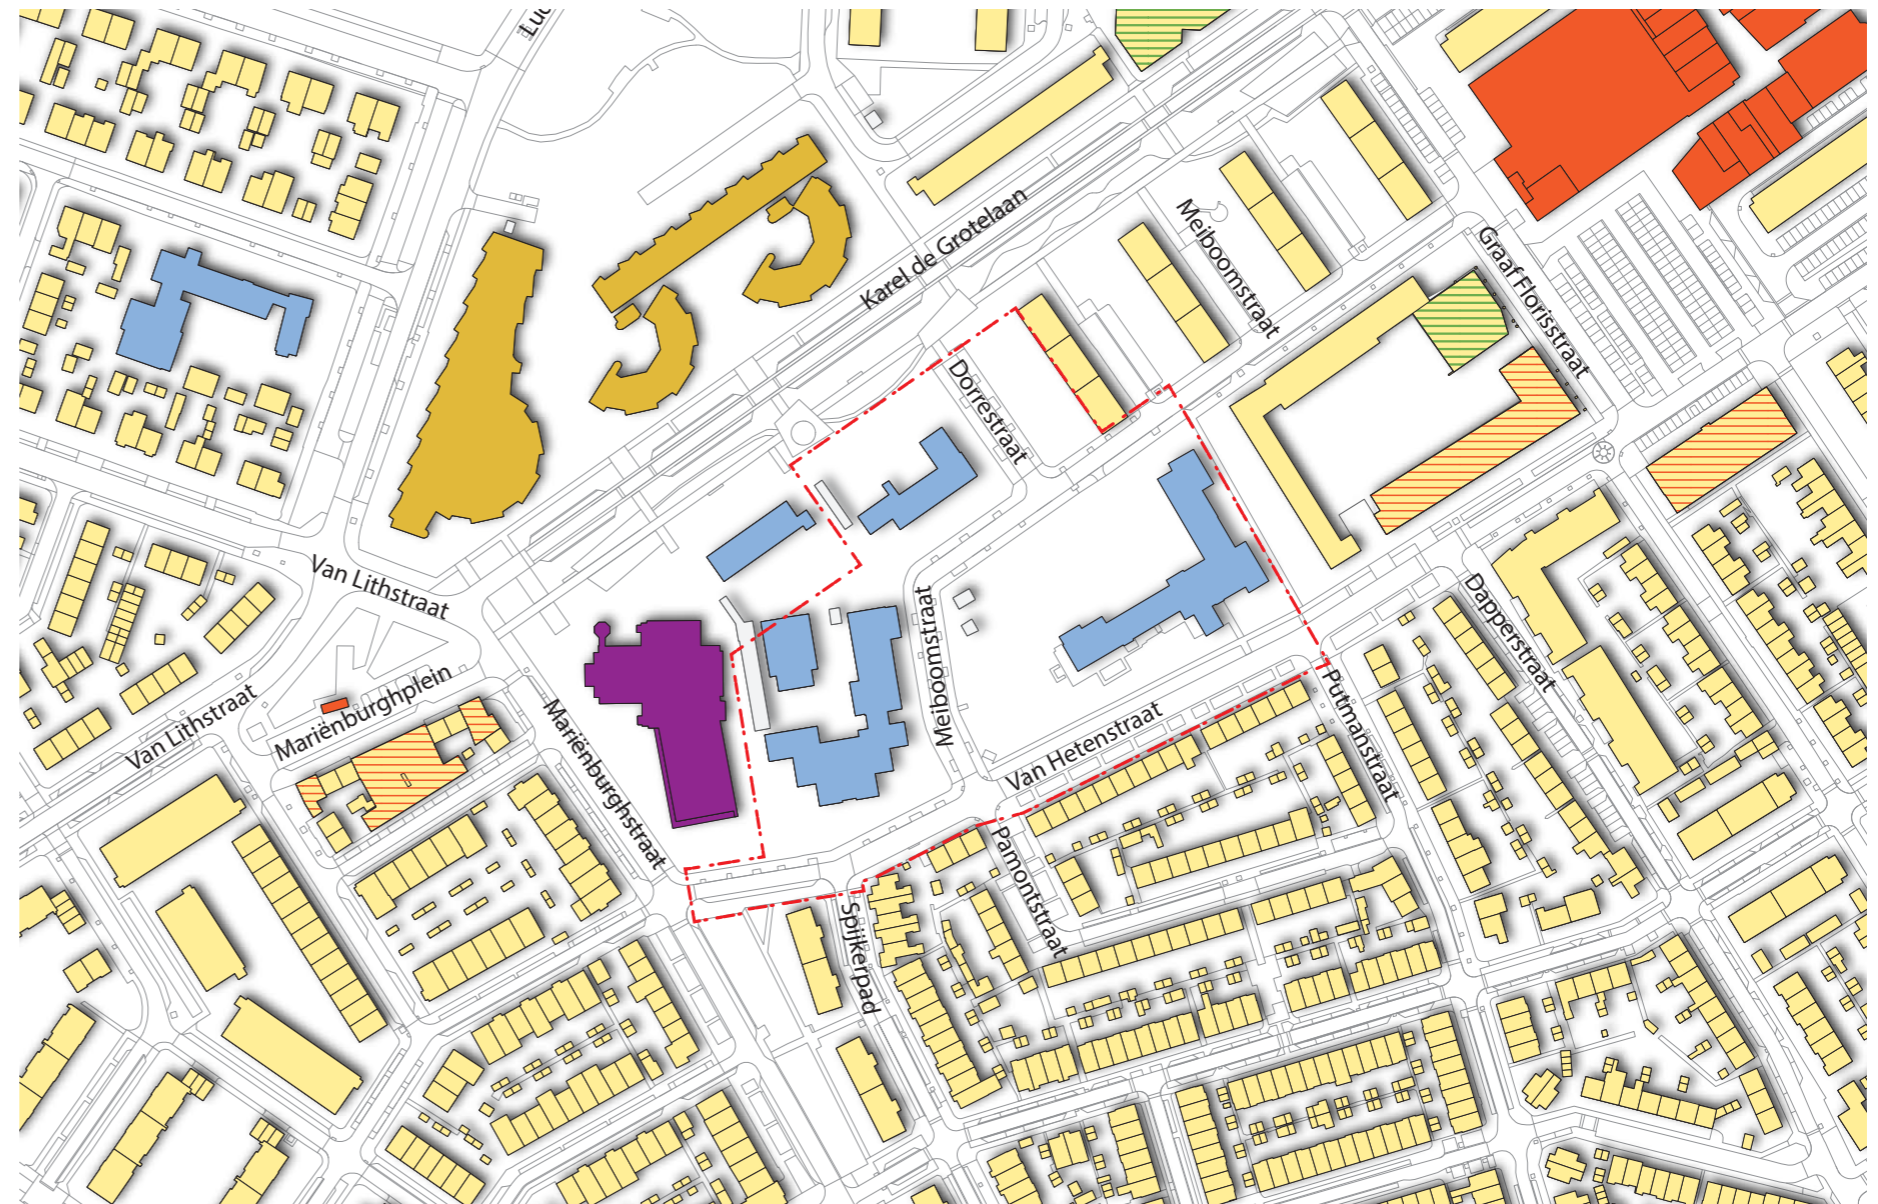 Luc
Karel de Grotelaan
Meiboomstraat
Graaf Florisstraat
Dorrestraat
Van Lithstraat
Meiboomstraat
Dapperstraat
Mariënburghplein
Van Lithstraat
Mariënburghstraat
Van Hetenstraat
Putmanstraat
Pamontstraat
Spijkerpad